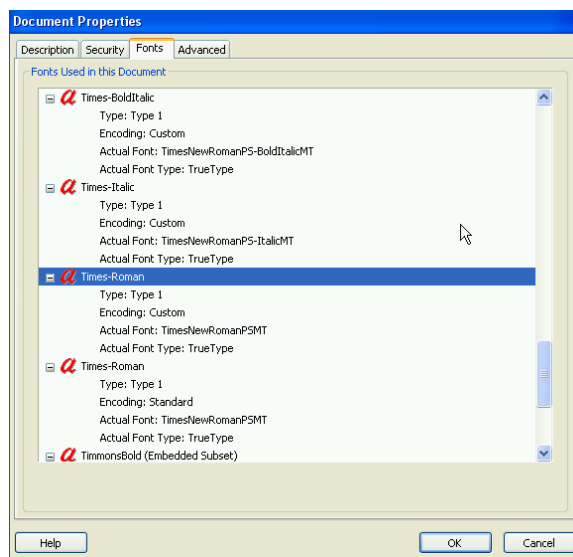 Document Properties
Description Security Fonts Advanced
Fonts Used in this Document
Times-BoldItalic
Type: Type 1
Encoding: Custom
Actual Font: TimesNewRomanPS-BoldItalicMT
Actual Font Type: TrueType
Times-Italic
Type: Type 1
Encoding: Custom
Actual Font: TimesNewRomanPS-ItalicMT
Actual Font Type: TrueType
Times-Roman
Type: Type 1
Encoding: Custom
Actual Font: TimesNewRomanPSMT
Actual Font Type: TrueType
Times-Roman
Type: Type 1
Encoding: Standard
Actual Font: TimesNewRomanPSMT
Actual Font Type: TrueType
TimmonsBold (Embedded Subset)
Help OK Cancel